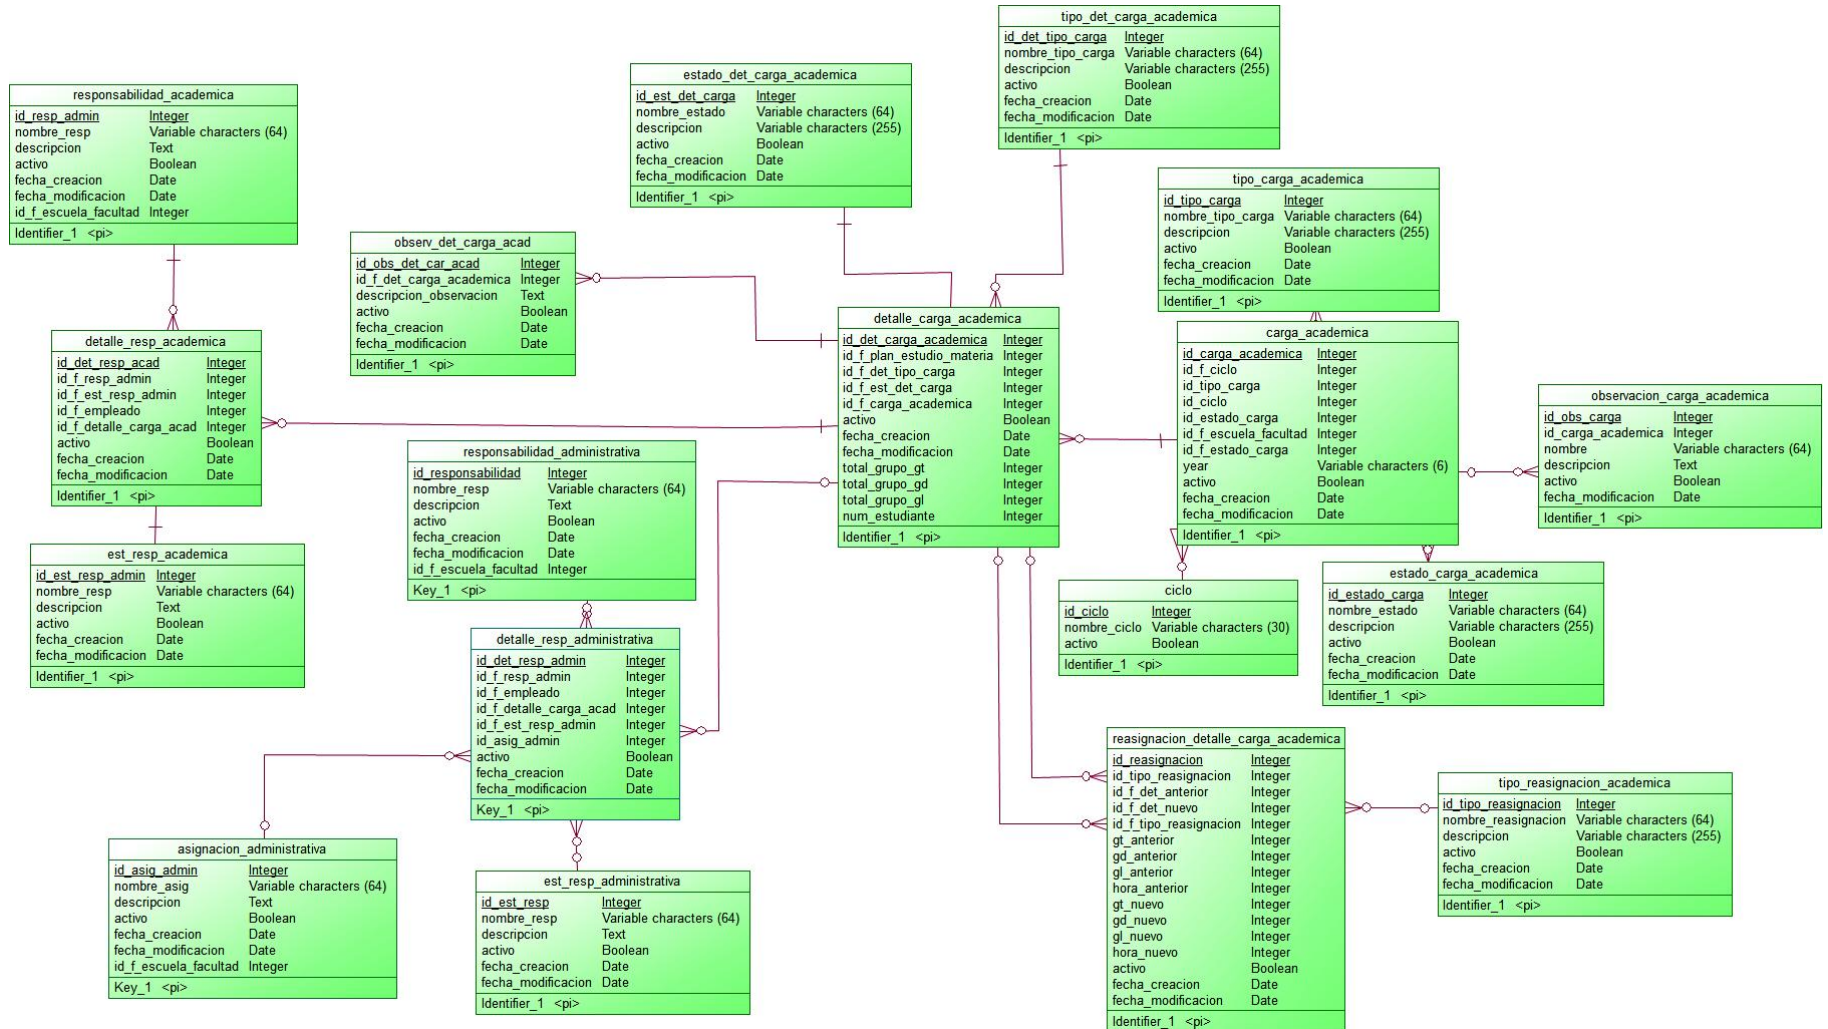 tipo_det_carga_academica
id_det_tipo_carga Integer
nombre_tipo_carga Variable characters (64)
descripcion Variable characters (255)
activo Boolean
fecha_creacion Date
fecha_modificacion Date
Identifier_1 <pi>
estado_det_carga_academica
id_est_det_carga Integer
nombre_estado Variable characters (64)
descripcion Variable characters (255)
activo Boolean
fecha_creacion Date
fecha_modificacion Date
Identifier_1 <pi>
responsabilidad_academica
id_resp_admin Integer
nombre_resp Variable characters (64)
descripcion Text
activo Boolean
fecha_creacion Date
fecha_modificacion Date
id_f_escuela_facultad Integer
Identifier_1 <pi>
tipo_carga_academica
id_tipo_carga Integer
nombre_tipo_carga Variable characters (64)
descripcion Variable characters (255)
activo Boolean
fecha_creacion Date
fecha_modificacion Date
Identifier_1 <pi>
observ_det_carga_acad
id_obs_det_car_acad Integer
id_f_det_carga_academica Integer
descripcion_observacion Text
activo Boolean
fecha_creacion Date
fecha_modificacion Date
Identifier_1 <pi>
detalle_carga_academica
id_det_carga_academica Integer
id_f_plan_estudio_materia Integer
id_f_det_tipo_carga Integer
id_f_est_det_carga Integer
id_f_carga_academica Integer
activo Boolean
fecha_creacion Date
fecha_modificacion Date
total_grupo_gt Integer
total_grupo_gd Integer
total_grupo_gl Integer
num_estudiante Integer
Identifier_1 <pi>
carga_academica
id_carga_academica Integer
id_f_ciclo Integer
id_tipo_carga Integer
id_ciclo Integer
id_estado_carga Integer
id_f_escuela_facultad Integer
id_f_estado_carga Integer
year Variable characters (6)
activo Boolean
fecha_creacion Date
fecha_modificacion Date
Identifier_1 <pi>
detalle_resp_academica
id_det_resp_acad Integer
id_f_resp_admin Integer
id_f_est_resp_admin Integer
id_f_empleado Integer
id_f_detalle_carga_acad Integer
activo Boolean
fecha_creacion Date
fecha_modificacion Date
Identifier_1 <pi>
observacion_carga_academica
id_obs_carga Integer
id_carga_academica Integer
nombre Variable characters (64)
descripcion Text
activo Boolean
fecha_modificacion Date
Identifier_1 <pi>
responsabilidad_administrativa
id_responsabilidad Integer
nombre_resp Variable characters (64)
descripcion Text
activo Boolean
fecha_creacion Date
fecha_modificacion Date
id_f_escuela_facultad Integer
Key_1 <pi>
est_resp_academica
id_est_resp_admin Integer
nombre_resp Variable characters (64)
descripcion Text
activo Boolean
fecha_creacion Date
fecha_modificacion Date
Identifier_1 <pi>
ciclo
id_ciclo Integer
nombre_ciclo Variable characters (30)
activo Boolean
Identifier_1 <pi>
estado_carga_academica
id_estado_carga Integer
nombre_estado Variable characters (64)
descripcion Variable characters (255)
activo Boolean
fecha_creacion Date
fecha_modificacion Date
Identifier_1 <pi>
detalle_resp_administrativa
id_det_resp_admin Integer
id_f_resp_admin Integer
id_f_empleado Integer
id_f_detalle_carga_acad Integer
id_f_est_resp_admin Integer
id_asig_admin Integer
activo Boolean
fecha_creacion Date
fecha_modificacion Date
Key_1 <pi>
reasignacion_detalle_carga_academica
id_reasignacion Integer
id_tipo_reasignacion Integer
id_f_det_anterior Integer
id_f_det_nuevo Integer
id_f_tipo_reasignacion Integer
gt_anterior Integer
gd_anterior Integer
gl_anterior Integer
hora_anterior Integer
gt_nuevo Integer
gd_nuevo Integer
gl_nuevo Integer
hora_nuevo Integer
activo Boolean
fecha_creacion Date
fecha_modificacion Date
Identifier_1 <pi>
tipo_reasignacion_academica
id_tipo_reasignacion Integer
nombre_reasignacion Variable characters (64)
descripcion Variable characters (255)
activo Boolean
fecha_creacion Date
fecha_modificacion Date
Identifier_1 <pi>
asignacion_administrativa
id_asig_admin Integer
nombre_asig Variable characters (64)
descripcion Text
activo Boolean
fecha_creacion Date
fecha_modificacion Date
id_f_escuela_facultad Integer
Key_1 <pi>
est_resp_administrativa
id_est_resp Integer
nombre_resp Variable characters (64)
descripcion Text
activo Boolean
fecha_creacion Date
fecha_modificacion Date
Identifier_1 <pi>